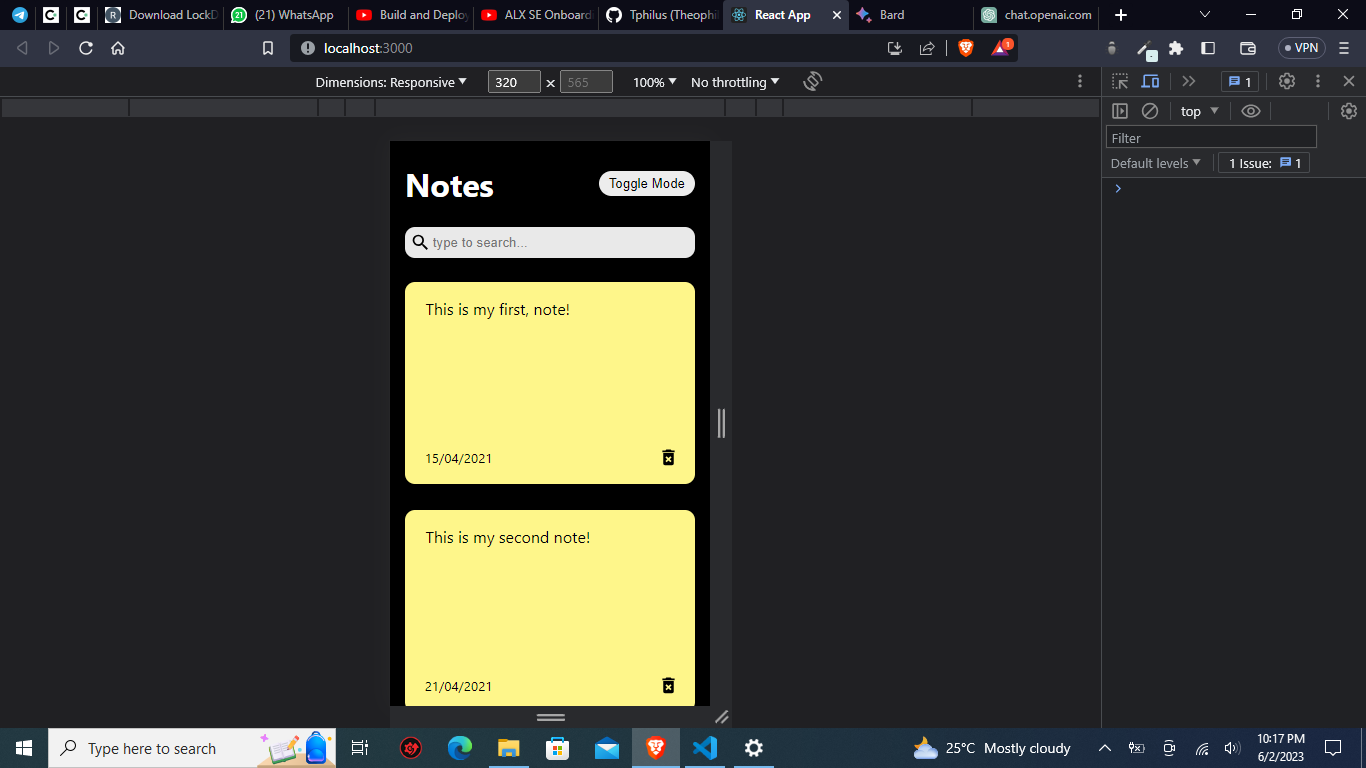 Download LockD
(21) WhatsApp
Build and Deploy
ALX SE Onboard
Tphilus (Theophi
React App
Bard
chat.openai.com
localhost:3000
VPN
Dimensions: Responsive
320
×
565
100%
No throttling
1
top
Filter
Default levels
1 Issue:
1
Notes
Toggle Mode
type to search...
This is my first, note!
15/04/2021
This is my second note!
21/04/2021
Type here to search
25°C Mostly cloudy
10:17 PM
6/2/2023